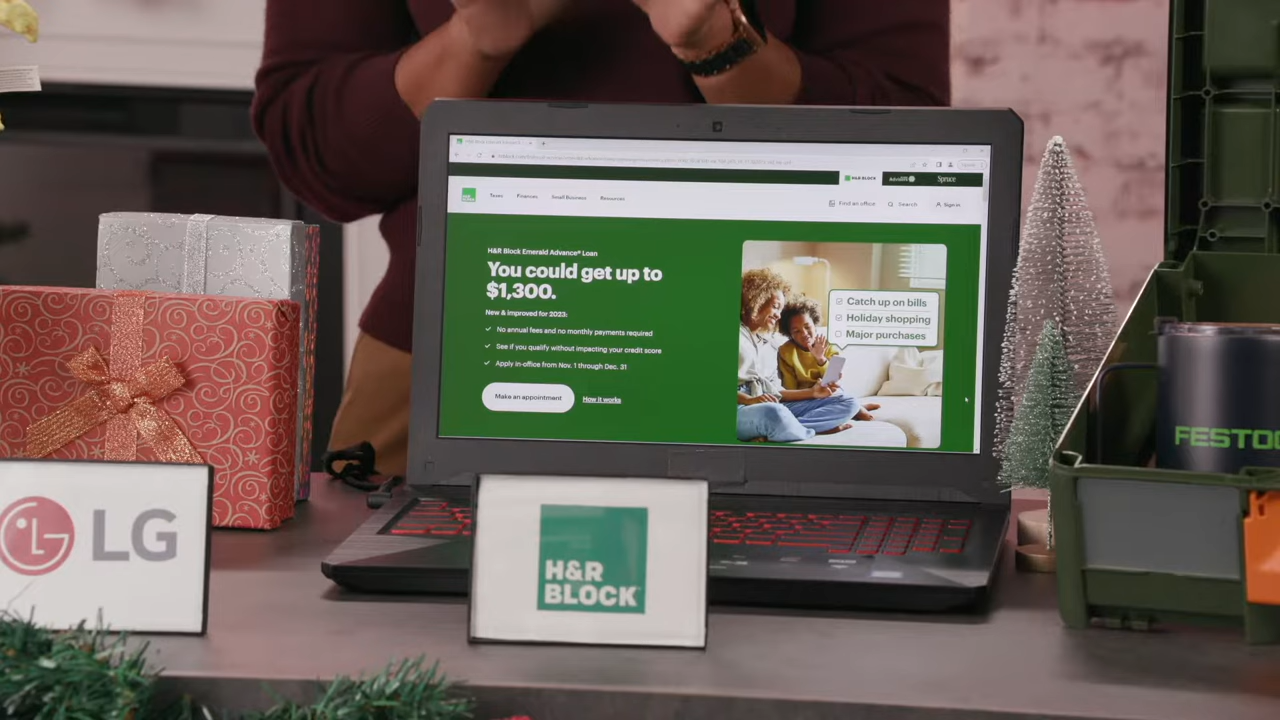 H&R BLOCK
Spruce
H&R
BLOCK
Taxes
Finances
Small Business
Resources
Find an office
Search
Sign in
H&R Block Emerald Advance® Loan
You could get up to
$1,300.
New & improved for 2023:
No annual fees and no monthly payments required
See if you qualify without impacting your credit score
Apply in-office from Nov. 1 through Dec. 31
Make an appointment
How it works
Catch up on bills
Holiday shopping
Major purchases
FESTO
LG
H&R
BLOCK